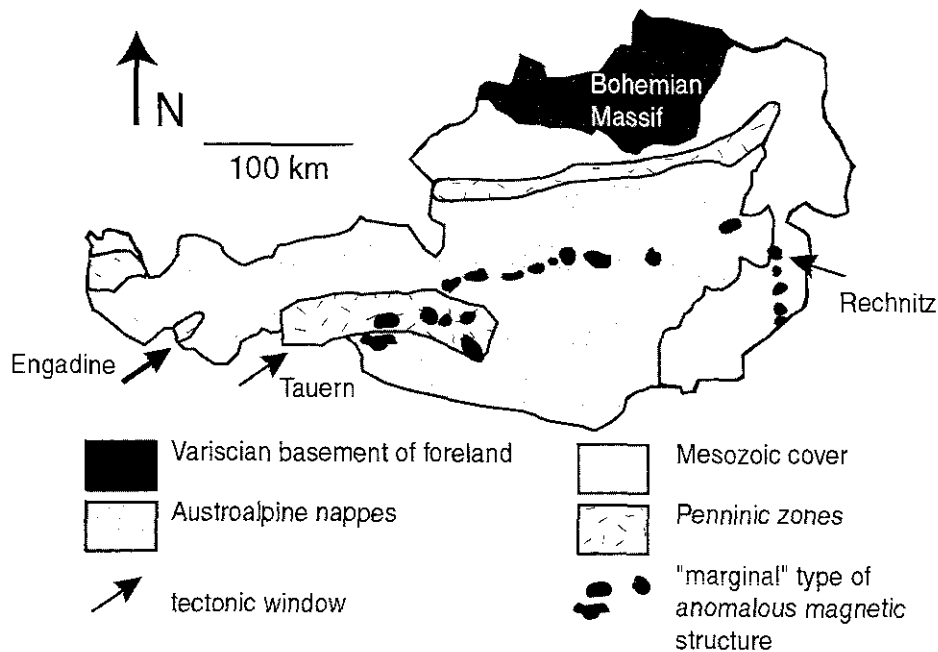 Bohemian
Massif
N
100 km
Rechnitz
Engadine
Tauern
Variscian basement of foreland
Mesozoic cover
Austroalpine nappes
Penninic zones
tectonic window
"marginal" type of
anomalous magnetic
structure